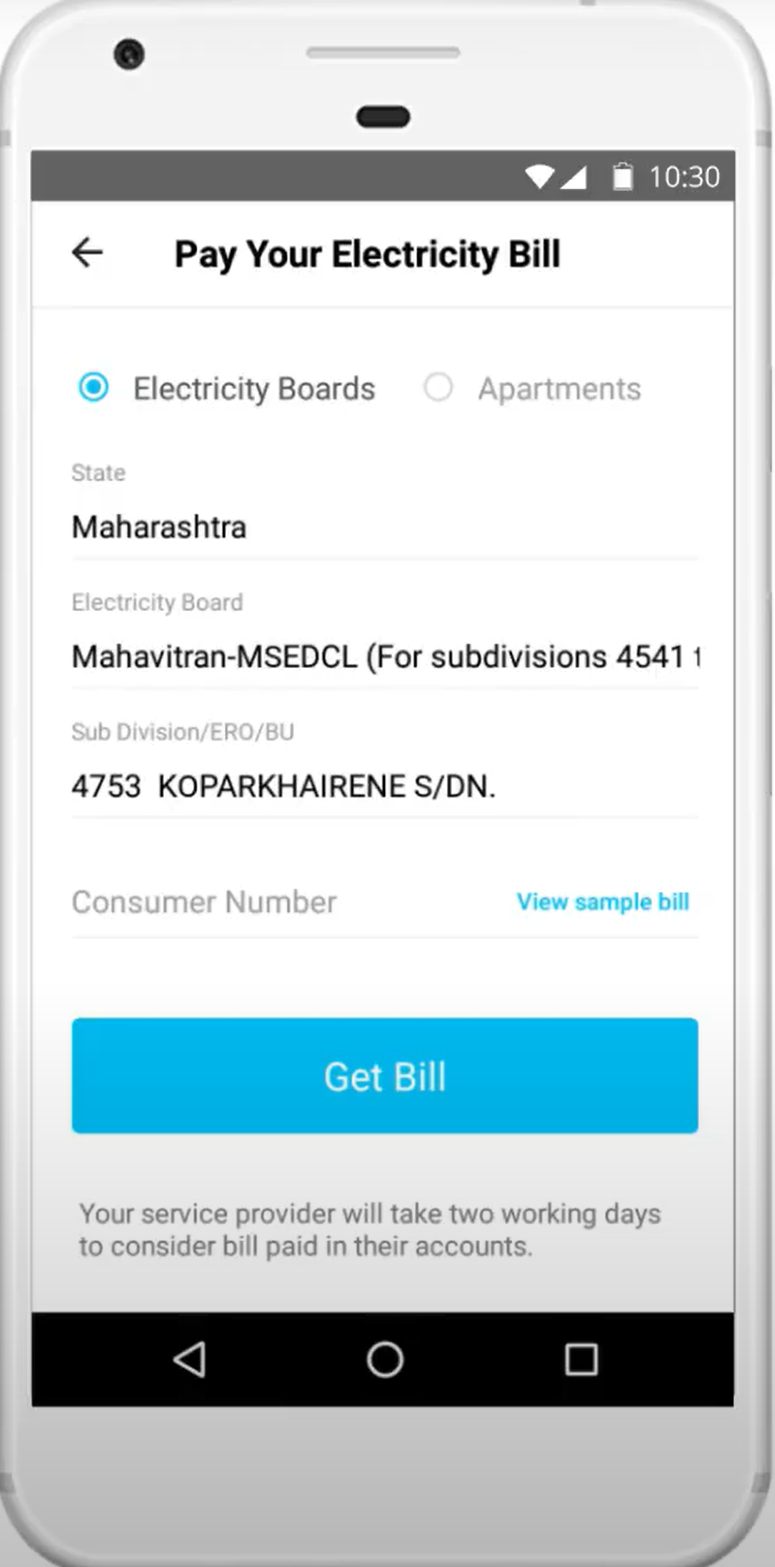 10:30
Pay Your Electricity Bill
Electricity Boards Apartments
State
Maharashtra
Electricity Board
Mahavitran-MSEDCL (For subdivisions 4541
Sub Division/ERO/BU
4753 KOPARKHAIRENE S/DN.
Consumer Number View sample bill
Get Bill
Your service provider will take two working days
to consider bill paid in their accounts.